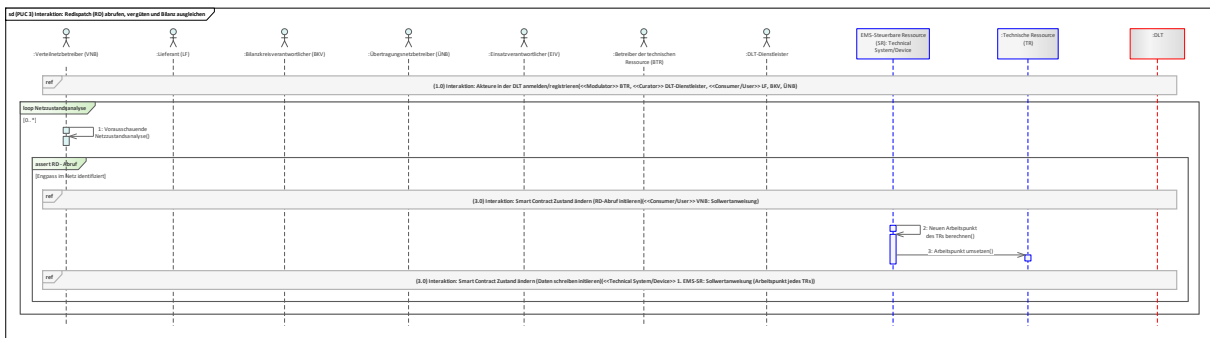 sd (PUC 3) Interaktion: Redispatch (RD) abrufen, vergüten und Bilanz ausgleichen
:Verteilnetzbetreiber (VNB)
:Lieferant (LF)
:Bilanzkreisverantwortlicher (BKV)
:Übertragungsnetzbetreiber (ÜNB)
:Einsatzverantwortlicher (EIV)
:Betreiber der technischen
Ressource (BTR)
:DLT-Dienstleister
EMS-Steuerbare Ressource
(SR): Technical
System/Device
:Technische Ressource
(TR)
:DLT
ref
(1.0) Interaktion: Akteure in der DLT anmelden/registrieren(<<Modulator>> BTR, <<Curator>> DLT-Dienstleister, <<Consumer/User>> LF, BKV, ÜNB)
loop Netzzustandsanalyse
[0.. *]
1: Vorausschauende
Netzzustandsanalyse()
assert RD - Abruf
[Engpass im Netz identifiziert]
ref
(3.0) Interaktion: Smart Contract Zustand ändern (RD-Abruf initiieren)(<<Consumer/User>> VNB: Sollwertanweisung)
2: Neuen Arbeitspunkt
des TRs berechnen()
3: Arbeitspunkt umsetzen()
ref
(3.0) Interaktion: Smart Contract Zustand ändern (Daten schreiben initiieren)(<<Technical System/Device>> 1. EMS-SR: Sollwertanweisung (Arbeitspunkt jedes TRs))